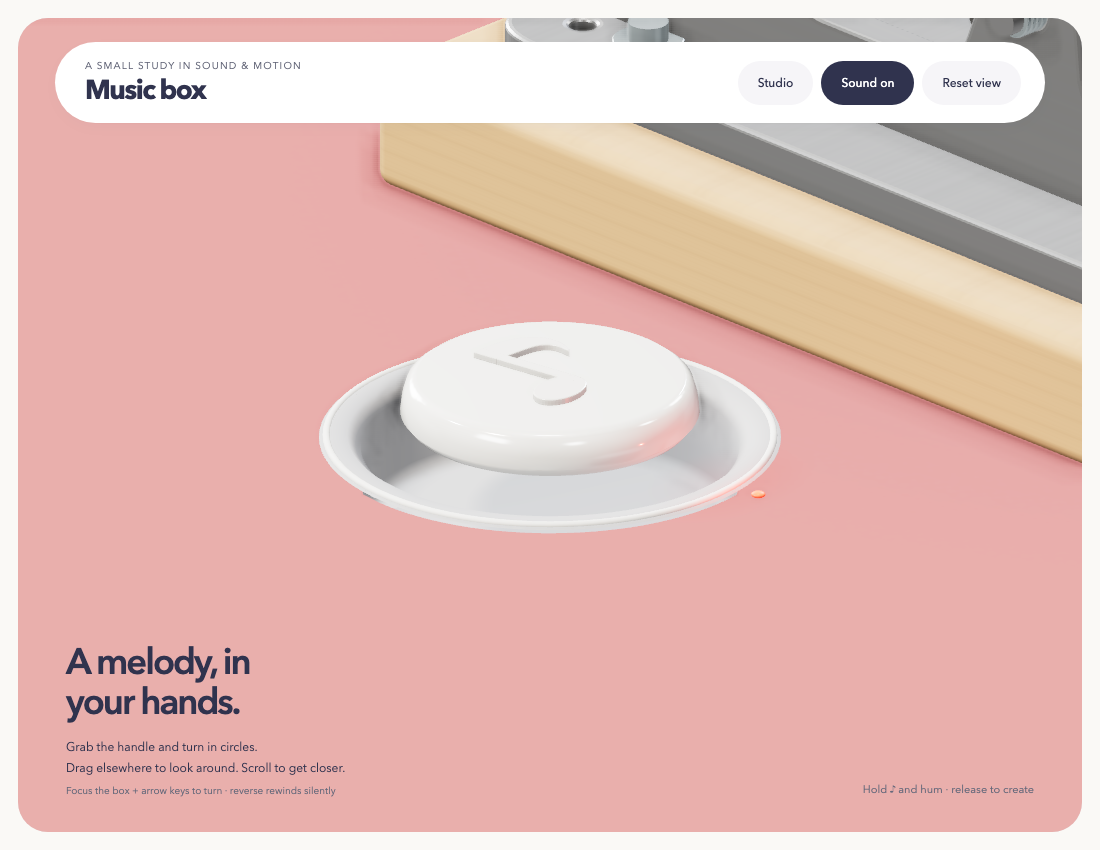 A SMALL STUDY IN SOUND & MOTION
Music box
Studio
Sound on
Reset view
A melody, in
your hands.
Grab the handle and turn in circles.
Drag elsewhere to look around. Scroll to get closer.
Focus the box + arrow keys to turn · reverse rewinds silently
Hold ♪ and hum · release to create